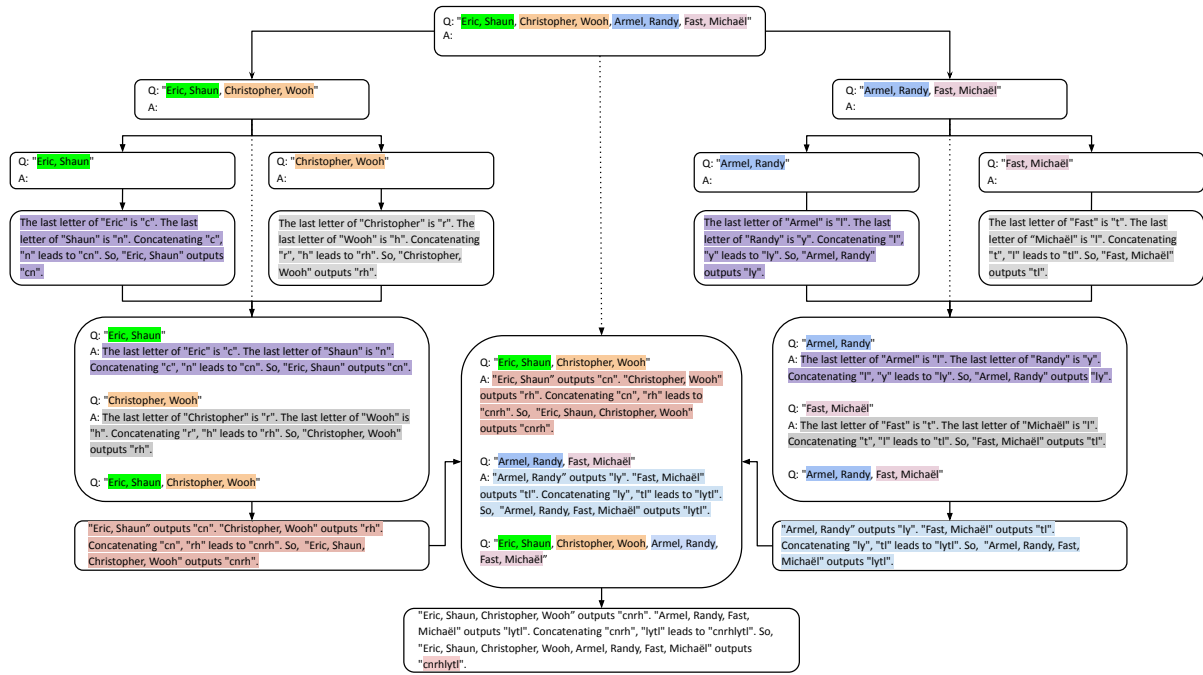 Q: "Eric, Shaun, Christopher, Wooh, Armel, Randy, Fast, Michaël"
A:
Q: "Eric, Shaun, Christopher, Wooh"
A:
Q: "Armel, Randy, Fast, Michaël"
A:
Q: "Eric, Shaun"
A:
Q: "Christopher, Wooh"
A:
Q: "Armel, Randy"
A:
Q: "Fast, Michaël"
A:
The last letter of "Eric" is "c". The last
letter of "Shaun" is "n". Concatenating "c",
"n" leads to "cn". So, "Eric, Shaun" outputs
"cn".
The last letter of "Christopher" is "r". The
last letter of "Wooh" is "h". Concatenating
"r", "h" leads to "rh". So, "Christopher,
Wooh" outputs "rh".
The last letter of "Armel" is "l". The last
letter of "Randy" is "y". Concatenating "l",
"y" leads to "ly". So, "Armel, Randy"
outputs "ly".
The last letter of "Fast" is "t". The last
letter of “Michaël" is "l". Concatenating
"t", "l" leads to "tl". So, "Fast, Michaël"
outputs "tl".
Q: "Eric, Shaun"
A: The last letter of "Eric" is "c". The last letter of "Shaun" is "n".
Concatenating "c", "n" leads to "cn". So, "Eric, Shaun" outputs "cn".
Q: "Christopher, Wooh"
A: The last letter of "Christopher" is "r". The last letter of "Wooh" is
"h". Concatenating "r", "h" leads to "rh". So, "Christopher, Wooh"
outputs "rh".
Q: "Eric, Shaun, Christopher, Wooh"
"Eric, Shaun” outputs "cn". "Christopher, Wooh" outputs "rh".
Concatenating "cn", "rh" leads to "cnrh". So, "Eric, Shaun,
Christopher, Wooh" outputs "cnrh".
Q: "Eric, Shaun, Christopher, Wooh"
A: "Eric, Shaun” outputs "cn". "Christopher, Wooh"
outputs "rh". Concatenating "cn", "rh" leads to
"cnrh". So, "Eric, Shaun, Christopher, Wooh"
outputs "cnrh".
Q: "Armel, Randy, Fast, Michaël"
A: "Armel, Randy” outputs "ly". "Fast, Michaël"
outputs "tl". Concatenating "ly", "tl" leads to "lytl".
So, "Armel, Randy, Fast, Michaël" outputs "lytl".
Q: "Eric, Shaun, Christopher, Wooh, Armel, Randy,
Fast, Michaël”
Q: "Armel, Randy"
A: The last letter of "Armel" is "l". The last letter of "Randy" is "y".
Concatenating "l", "y" leads to "ly". So, "Armel, Randy" outputs "ly".
Q: "Fast, Michaël"
A: The last letter of "Fast" is "t". The last letter of "Michaël" is "l".
Concatenating "t", "l" leads to "tl". So, "Fast, Michaël" outputs "tl".
Q: "Armel, Randy, Fast, Michaël"
"Armel, Randy” outputs "ly". "Fast, Michaël" outputs "tl".
Concatenating "ly", "tl" leads to "lytl". So, "Armel, Randy, Fast,
Michaël" outputs "lytl".
"Eric, Shaun, Christopher, Wooh” outputs "cnrh". "Armel, Randy, Fast,
Michaël" outputs "lytl". Concatenating "cnrh", "lytl" leads to "cnrhlytl". So,
"Eric, Shaun, Christopher, Wooh, Armel, Randy, Fast, Michaël" outputs
"cnrhlytl".